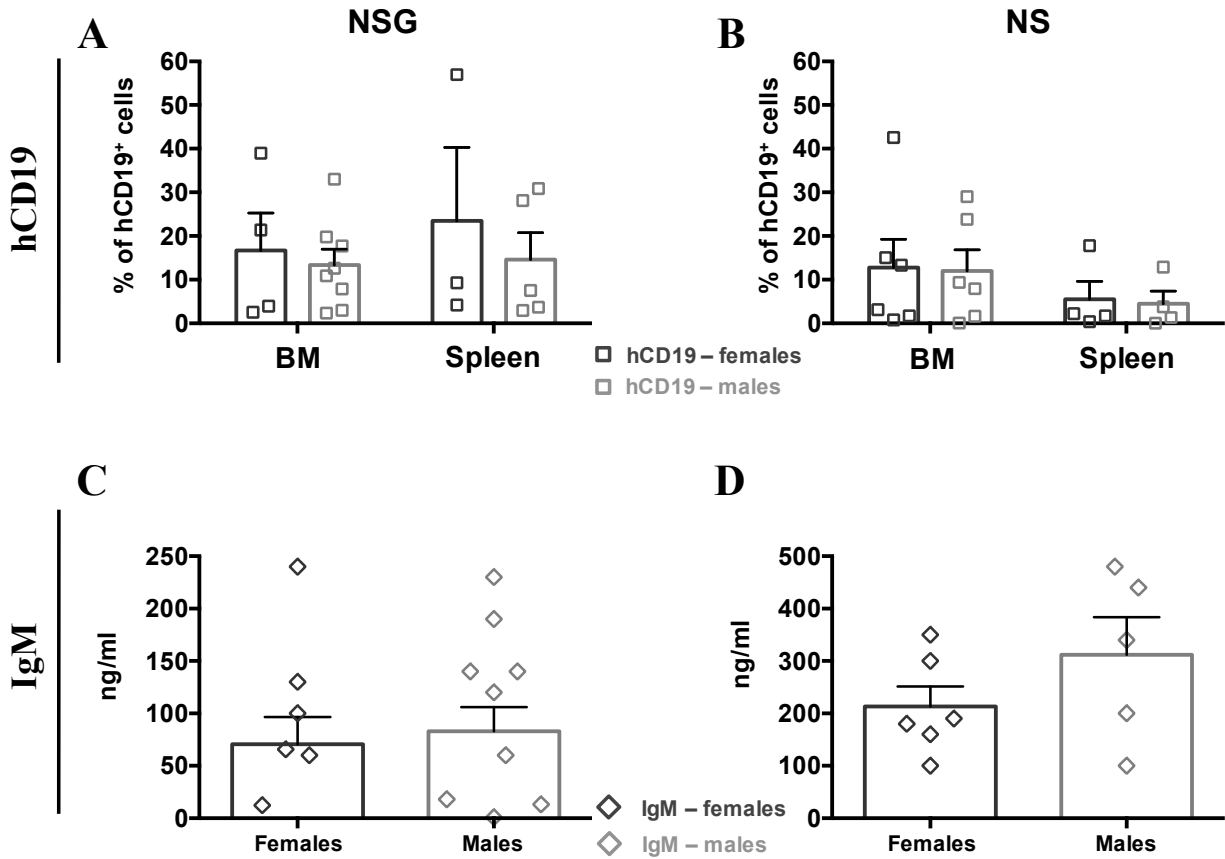 A
NSG
B
NS
hCD19
% of hCD19⁺ cells
60
50
40
30
20
10
0
BM
Spleen
% of hCD19⁺ cells
60
50
40
30
20
10
0
BM
Spleen
hCD19 – females
hCD19 – males
C
D
IgM
ng/ml
250
200
150
100
50
0
Females
Males
ng/ml
500
400
300
200
100
0
Females
Males
IgM – females
IgM – males